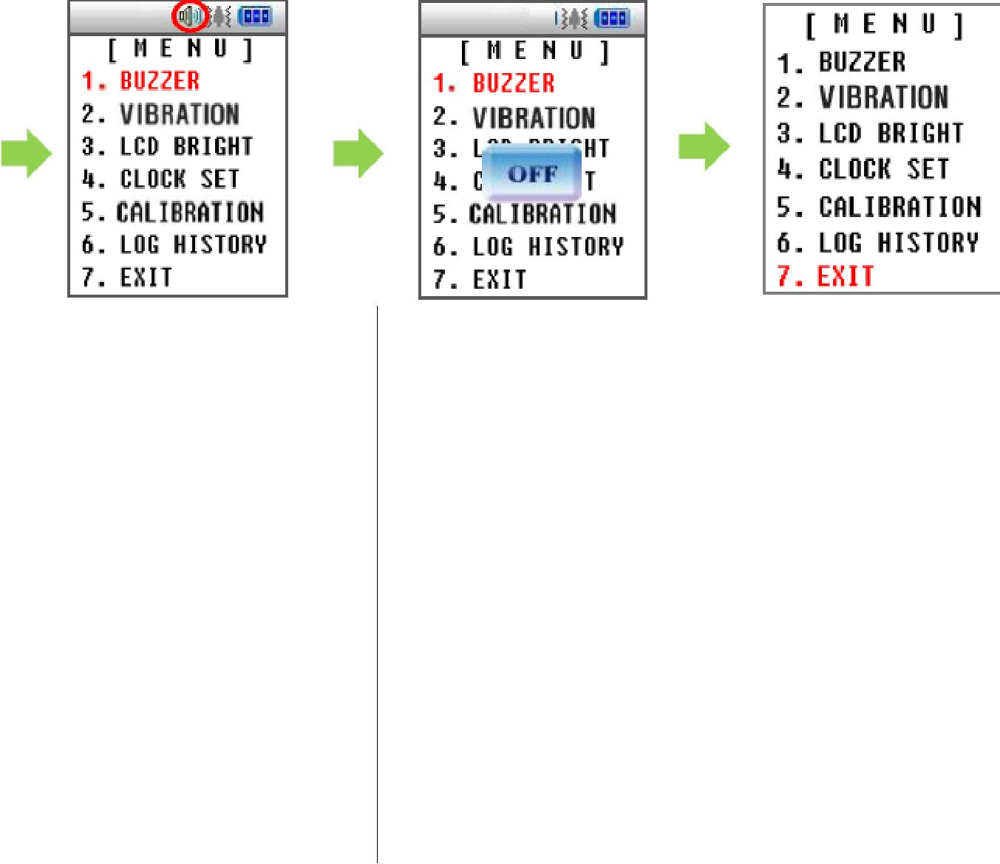 [ M E N U ]
1. BUZZER
2. VIBRATION
3. LCD BRIGHT
4. CLOCK SET
5. CALIBRATION
6. LOG HISTORY
7. EXIT
[ M E N U ]
1. BUZZER
2. VIBRATION
3. L HT
OFF
4. T
5. CALIBRATION
6. LOG HISTORY
7. EXIT
[ M E N U ]
1. BUZZER
2. VIBRATION
3. LCD BRIGHT
4. CLOCK SET
5. CALIBRATION
6. LOG HISTORY
7. EXIT